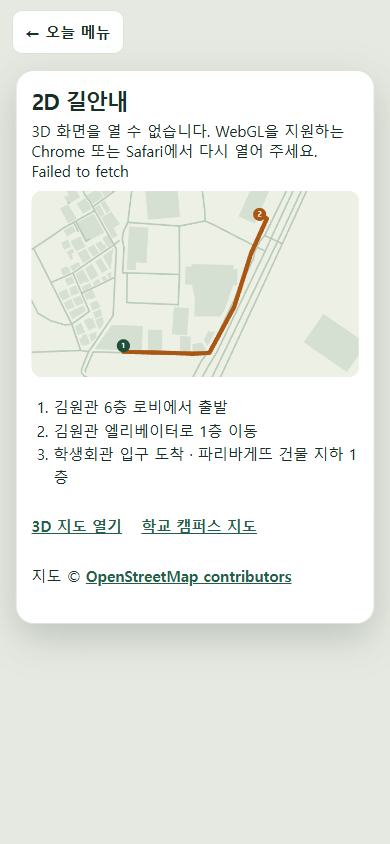 ← 오늘 메뉴
2D 길안내
3D 화면을 열 수 없습니다. WebGL을 지원하는
Chrome 또는 Safari에서 다시 열어 주세요.
Failed to fetch
2
1
1. 김원관 6층 로비에서 출발
2. 김원관 엘리베이터로 1층 이동
3. 학생회관 입구 도착 · 파리바게뜨 건물 지하 1
층
3D 지도 열기 학교 캠퍼스 지도
지도 © OpenStreetMap contributors